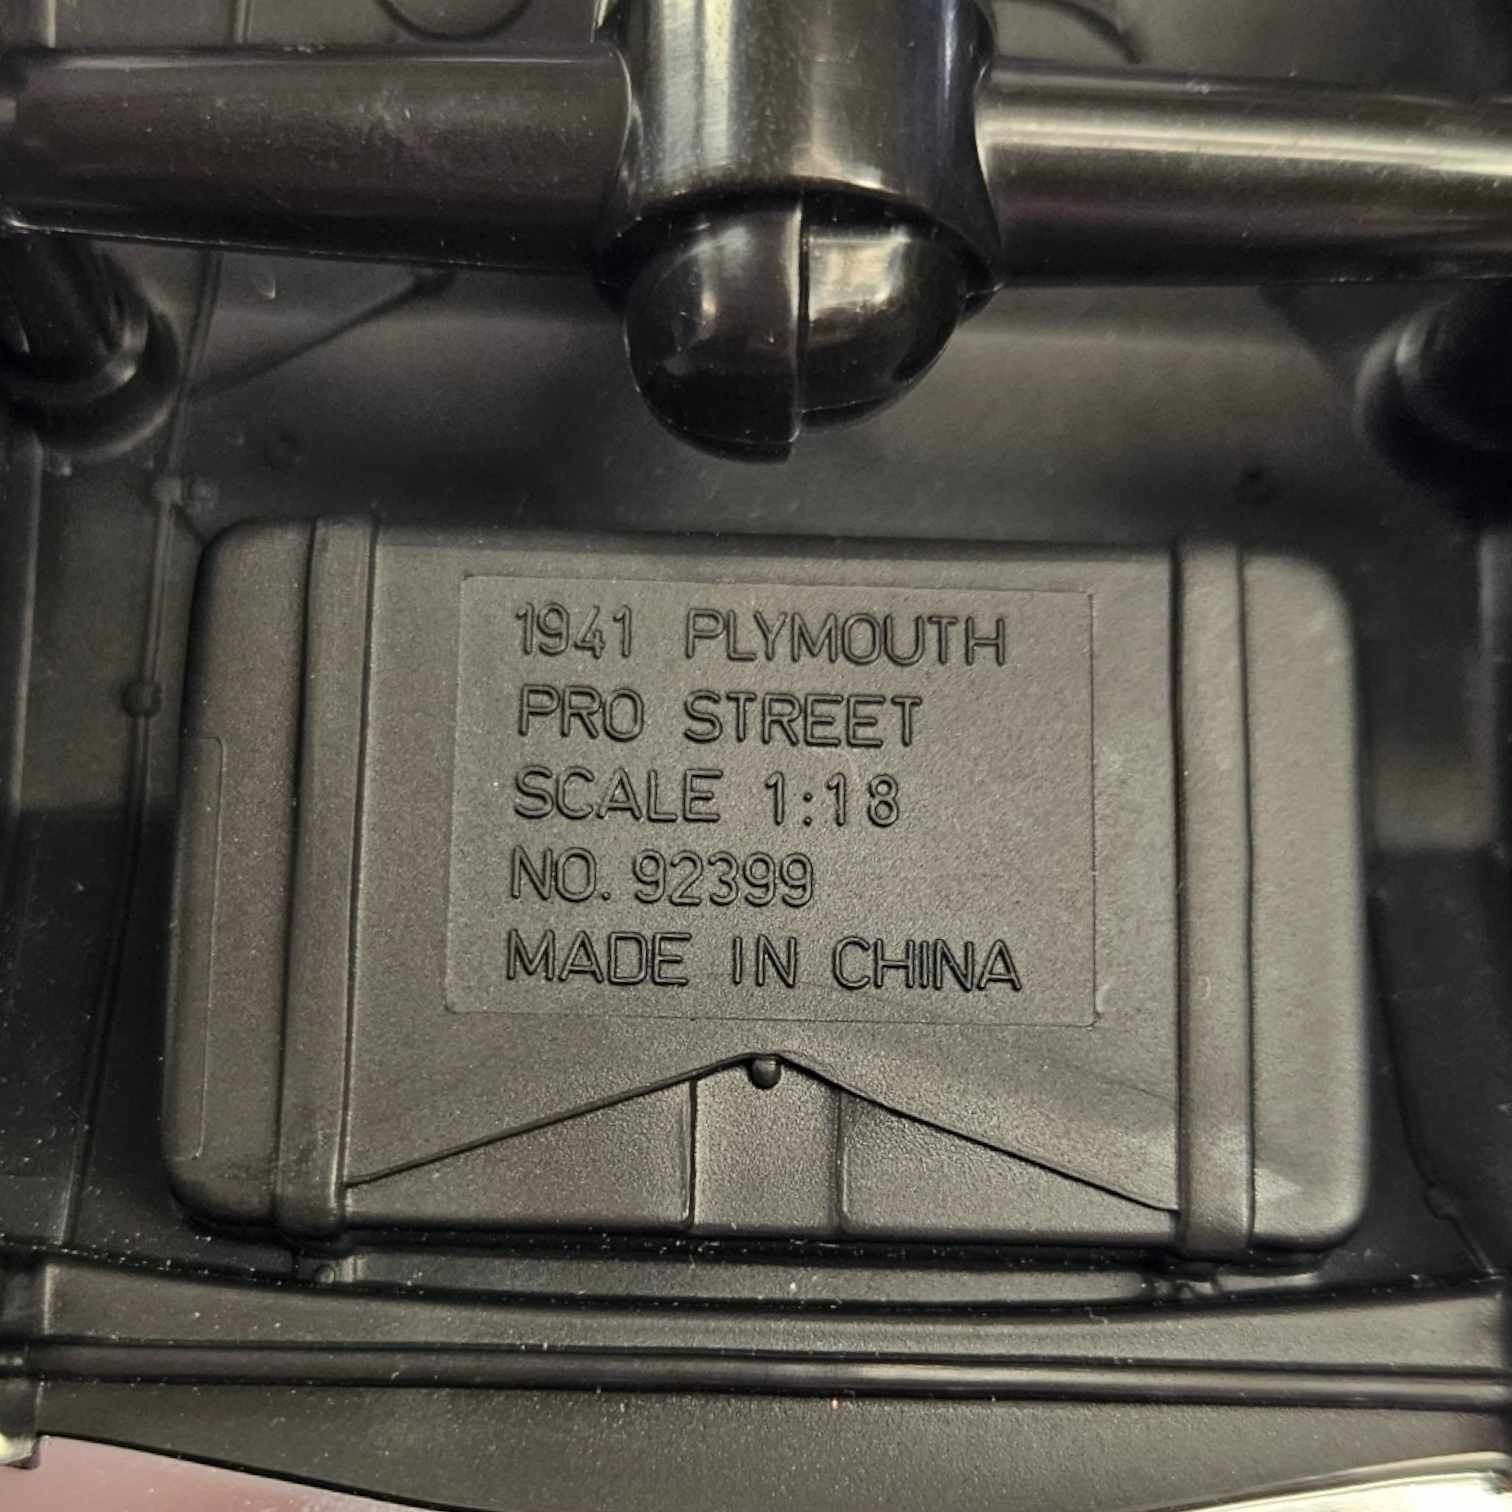 1941 PLYMOUTH
PRO STREET
SCALE 1:18
NO. 92399
MADE IN CHINA